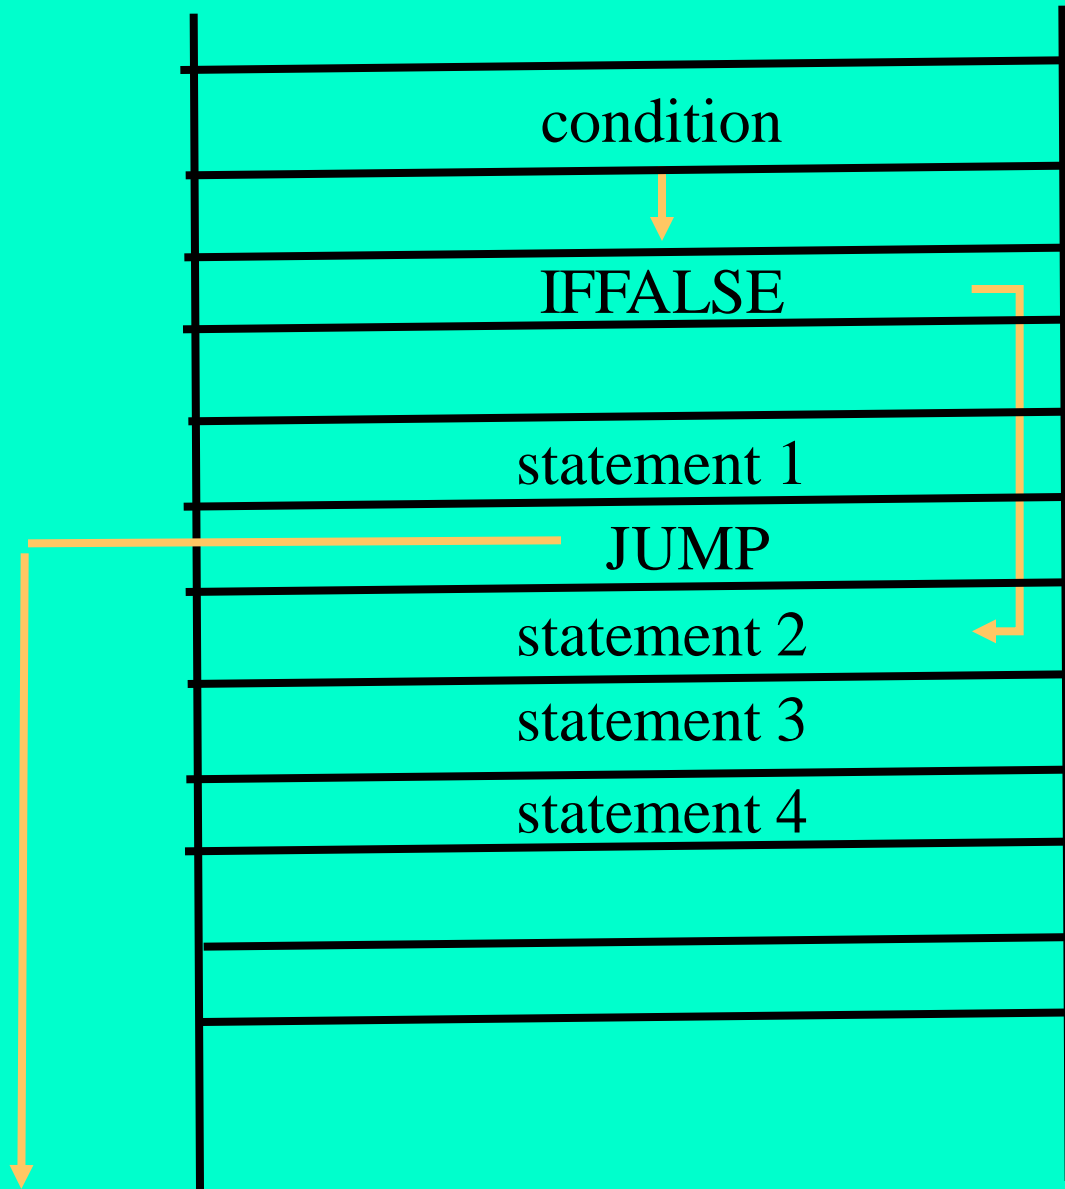 condition
IFFALSE
statement 1
JUMP
statement 2
statement 3
statement 4